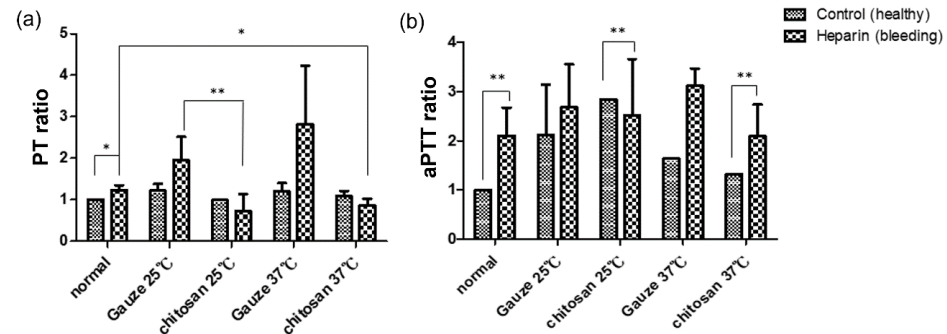 (a)
PT ratio
5
4
3
2
1
0
*
*
**
normal
Gauze 25℃
chitosan 25℃
Gauze 37℃
chitosan 37℃
(b)
aPTT ratio
4
3
2
1
0
**
**
**
normal
Gauze 25℃
chitosan 25℃
Gauze 37℃
chitosan 37℃
Control (healthy)
Heparin (bleeding)